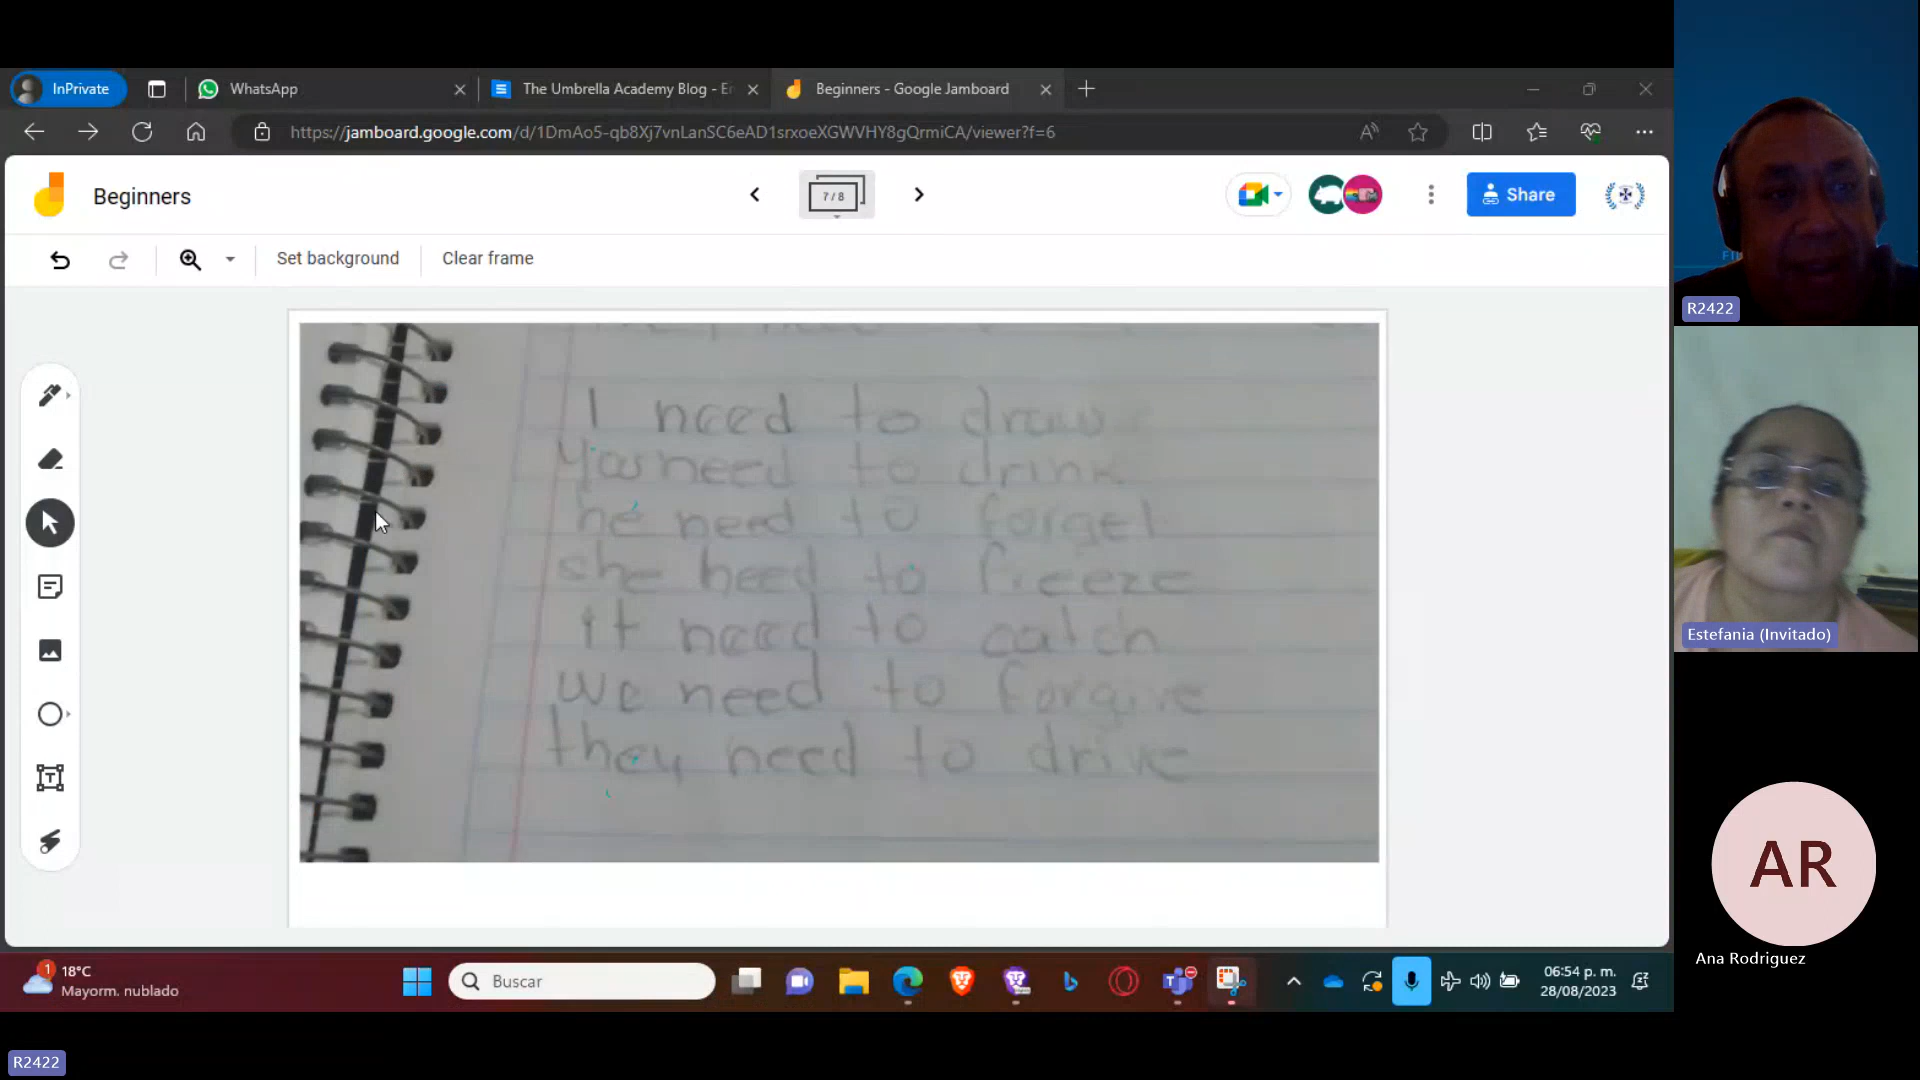 InPrivate
WhatsApp
The Umbrella Academy Blog - En
Beginners - Google Jamboard
https://jamboard.google.com/d/1DmAo5-qb8Xj7vnLanSC6eAD1srxoeXGWVHY8gQrmiCA/viewer?f=6
Beginners
7 / 8
Share
Set background
Clear frame
I need to draw
You need to drink
he need to forget
she need to freeze
it need to catch
we need to forgive
they need to drive
R2422
Estefania (Invitado)
AR
Ana Rodriguez
1
18°C
Mayorm. nublado
Buscar
06:54 p. m.
28/08/2023
R2422